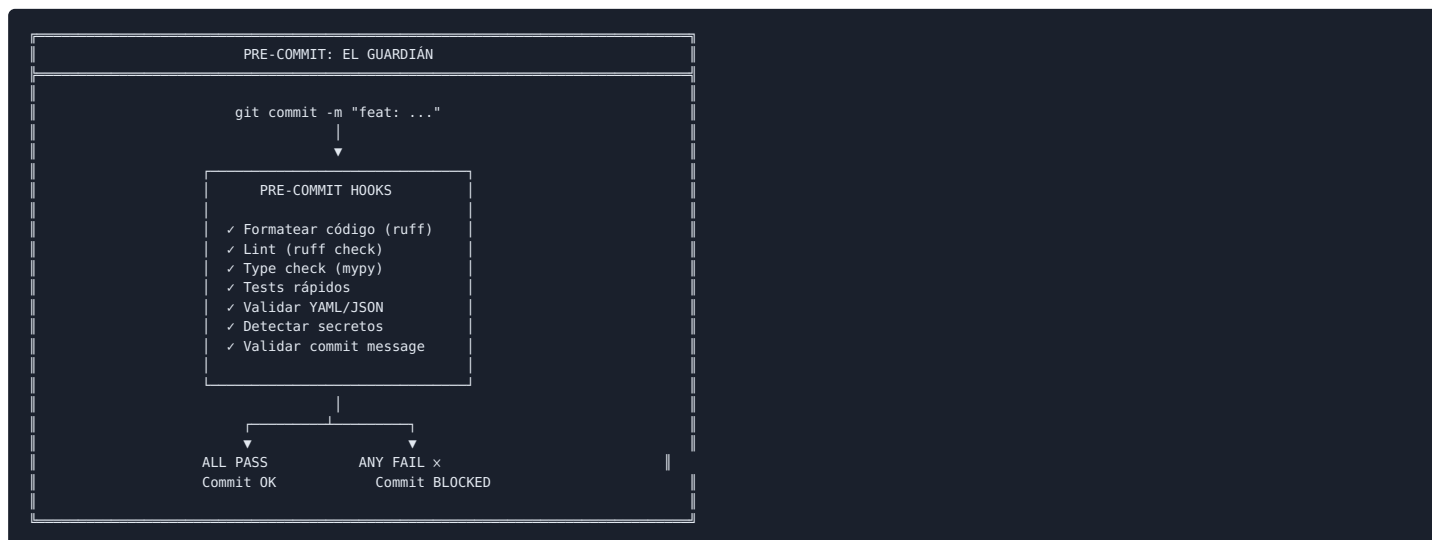 PRE-COMMIT: EL GUARDIÁN
git commit -m "feat: ..."
PRE-COMMIT HOOKS
✓ Formatear código (ruff)
✓ Lint (ruff check)
✓ Type check (mypy)
✓ Tests rápidos
✓ Validar YAML/JSON
✓ Detectar secretos
✓ Validar commit message
ALL PASS ANY FAIL ×
Commit OK Commit BLOCKED